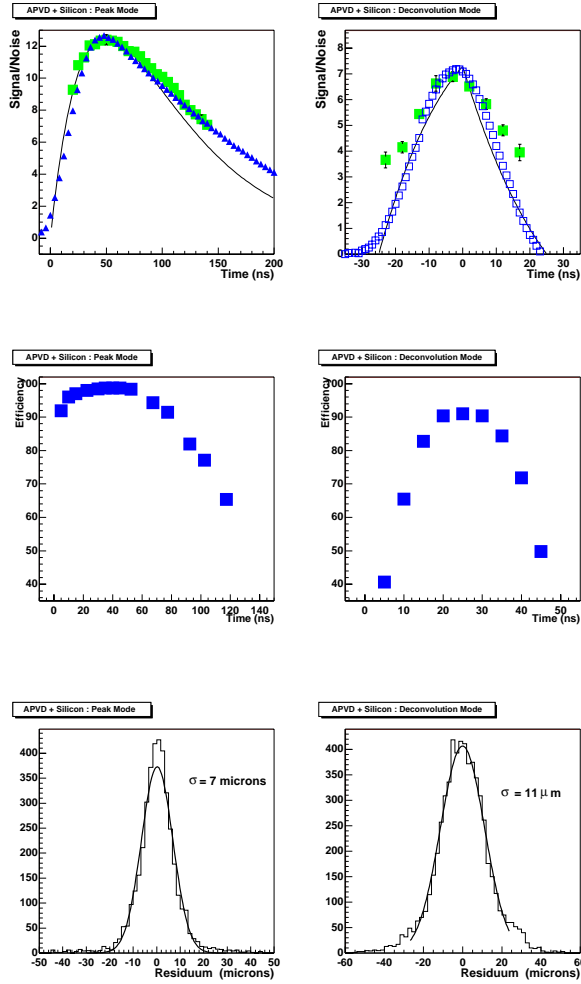 APVD + Silicon : Peak Mode
Signal/Noise
12
10
8
6
4
2
0
0 50 100 150 200
Time (ns)
APVD + Silicon : Deconvolution Mode
Signal/Noise
8
7
6
5
4
3
2
1
0
-30 -20 -10 0 10 20 30
Time (ns)
APVD + Silicon : Peak Mode
Efficiency
100
90
80
70
60
50
40
0 20 40 60 80 100 120 140
Time (ns)
APVD + Silicon : Deconvolution Mode
Efficiency
100
90
80
70
60
50
40
0 10 20 30 40 50
Time (ns)
APVD + Silicon : Peak Mode
σ = 7 microns
400
350
300
250
200
150
100
50
0
-50 -40 -30 -20 -10 0 10 20 30 40 50
Residuum (microns)
APVD + Silicon : Deconvolution Mode
σ = 11 μm
400
350
300
250
200
150
100
50
0
-60 -40 -20 0 20 40 60
Residuum (microns)